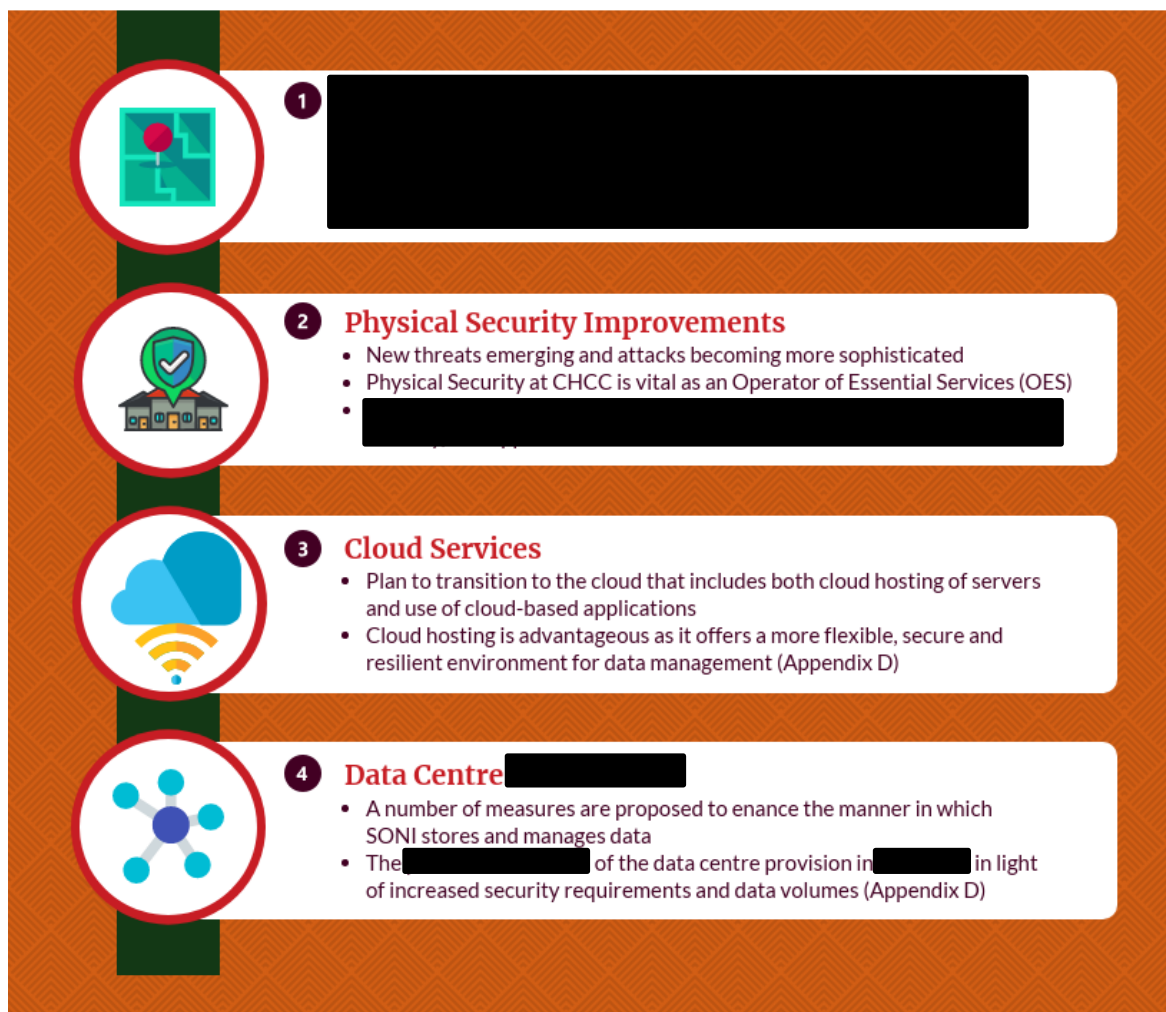 1
2 Physical Security Improvements
• New threats emerging and attacks becoming more sophisticated
• Physical Security at CHCC is vital as an Operator of Essential Services (OES)
•
3 Cloud Services
• Plan to transition to the cloud that includes both cloud hosting of servers
and use of cloud-based applications
• Cloud hosting is advantageous as it offers a more flexible, secure and
resilient environment for data management (Appendix D)
4 Data Centre
• A number of measures are proposed to enance the manner in which
SONI stores and manages data
• The of the data centre provision in in light
of increased security requirements and data volumes (Appendix D)